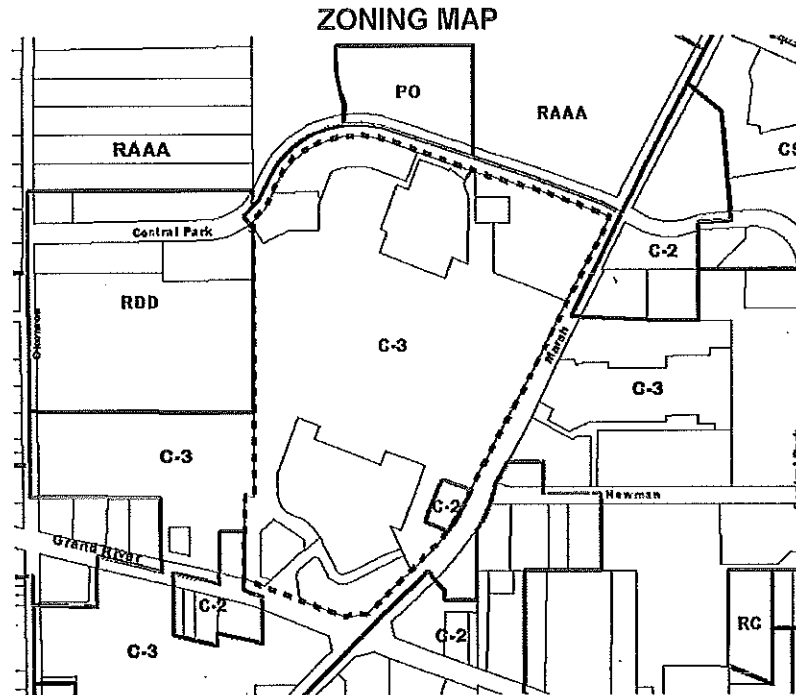 ZONING MAP
PO
RAAA
RAAA
CS
Central Park
C-2
RDD
Marsh
C-3
C-3
C-3
C-2
Newman
Grand River
C-2
C-2
RC
C-3